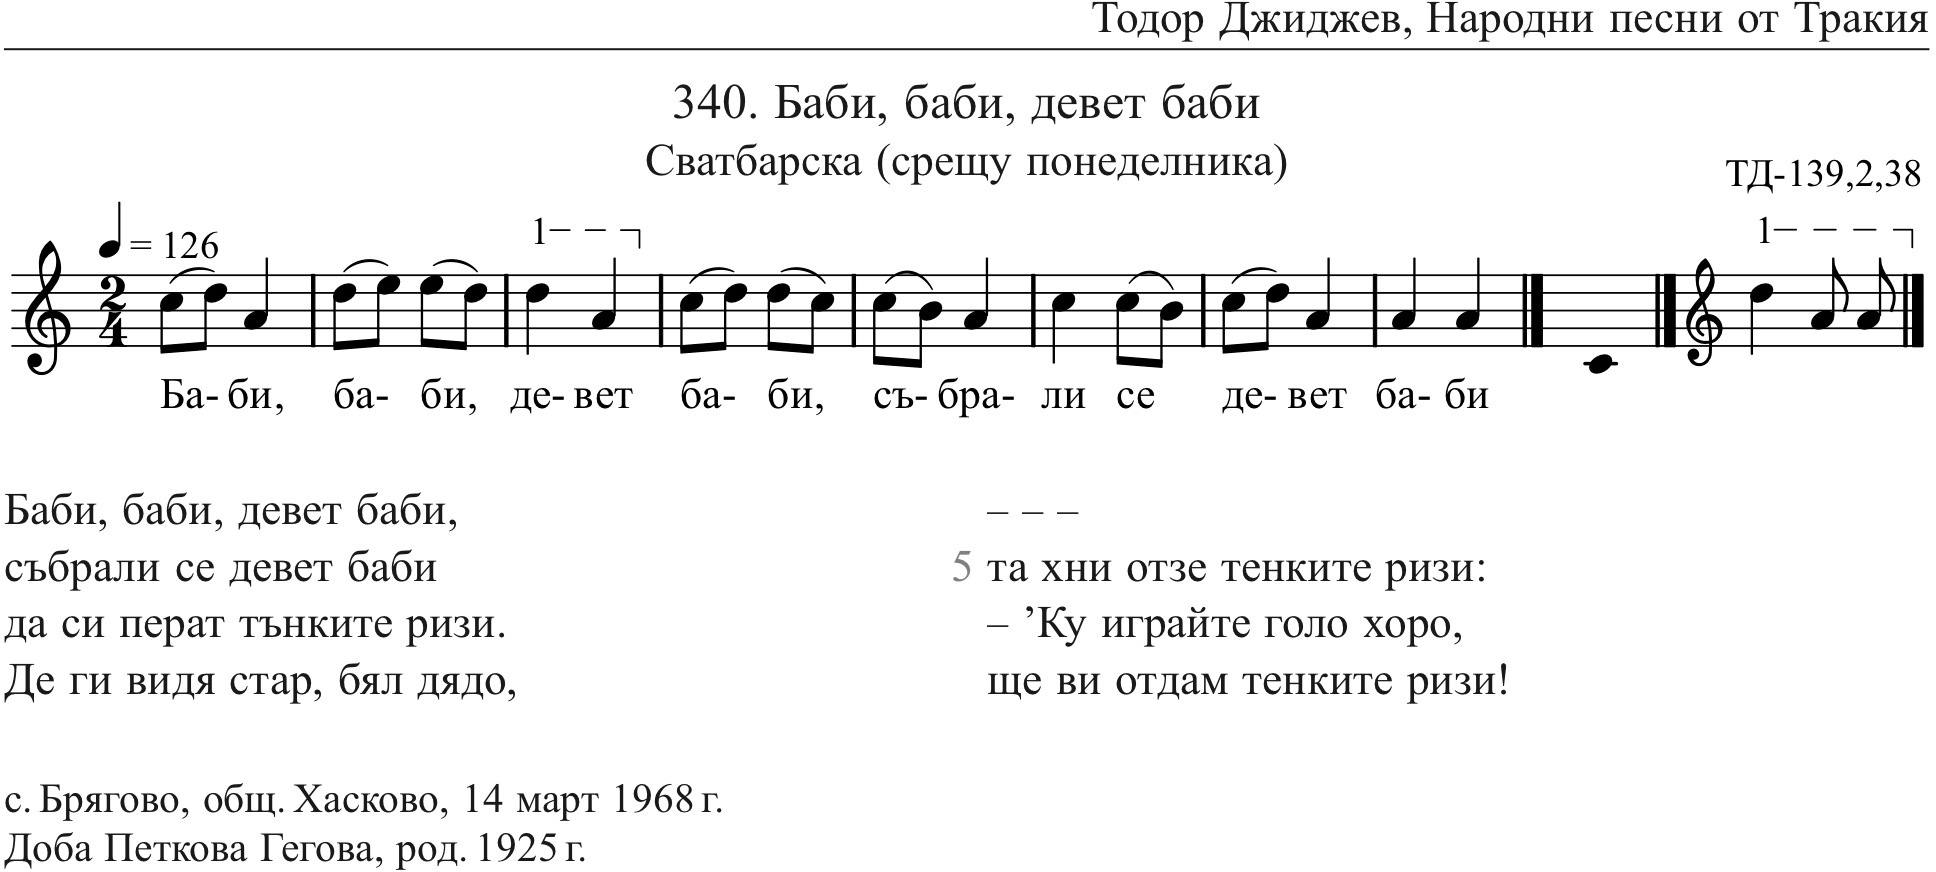 Тодор Джиджев, Народни песни от Тракия
340. Баби, баби, девет баби
Сватбарска (срещу понеделника)
ТД-139,2,38
= 126
1
1
2
4
Ба- би, ба- би, де- вет ба- би, съ- бра- ли се де- вет ба- би
Баби, баби, девет баби,
събрали се девет баби
да си перат тънките ризи.
Де ги видя стар, бял дядо,
– – –
5 та хни отзе тенките ризи:
– ’Ку играйте голо хоро,
ще ви отдам тенките ризи!
с. Брягово, общ. Хасково, 14 март 1968 г.
Доба Петкова Гегова, род. 1925 г.